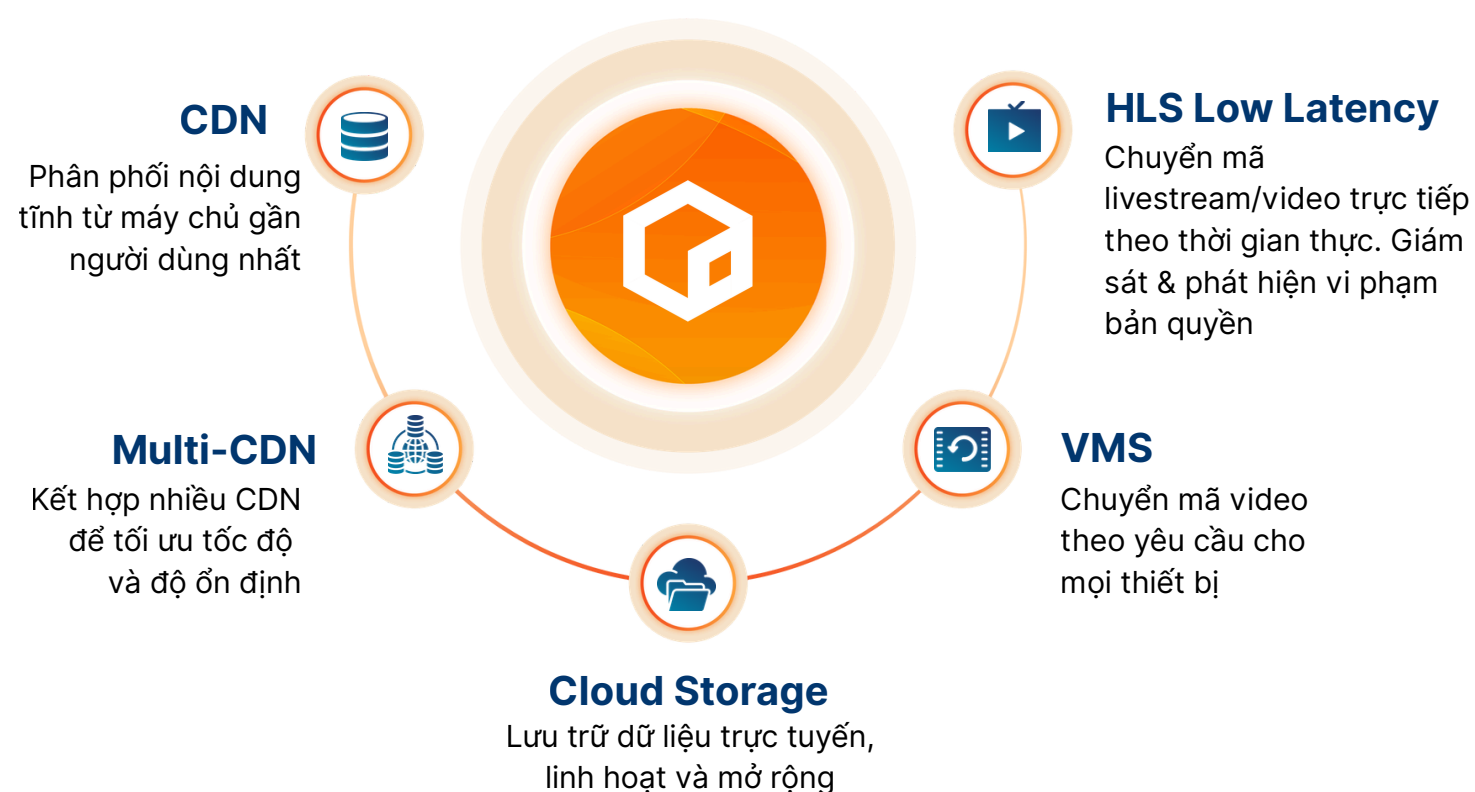 CDN
Phân phối nội dung
tĩnh từ máy chủ gần
người dùng nhất
Multi-CDN
Kết hợp nhiều CDN
để tối ưu tốc độ
và độ ổn định
Cloud Storage
Lưu trữ dữ liệu trực tuyến,
linh hoạt và mở rộng
VMS
Chuyển mã video
theo yêu cầu cho
mọi thiết bị
HLS Low Latency
Chuyển mã
livestream/video trực tiếp
theo thời gian thực. Giám
sát & phát hiện vi phạm
bản quyền